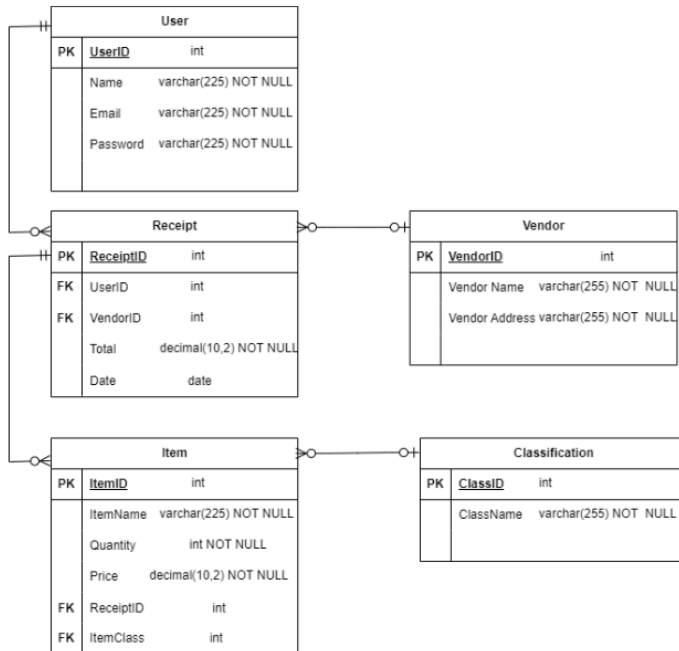 User
PK UserID int
Name varchar(225) NOT NULL
Email varchar(225) NOT NULL
Password varchar(225) NOT NULL
Receipt
PK ReceiptID int
FK UserID int
FK VendorID int
Total decimal(10,2) NOT NULL
Date date
Vendor
PK VendorID int
Vendor Name varchar(255) NOT NULL
Vendor Address varchar(255) NOT NULL
Item
PK ItemID int
ItemName varchar(225) NOT NULL
Quantity int NOT NULL
Price decimal(10,2) NOT NULL
FK ReceiptID int
FK ItemClass int
Classification
PK ClassID int
ClassName varchar(255) NOT NULL